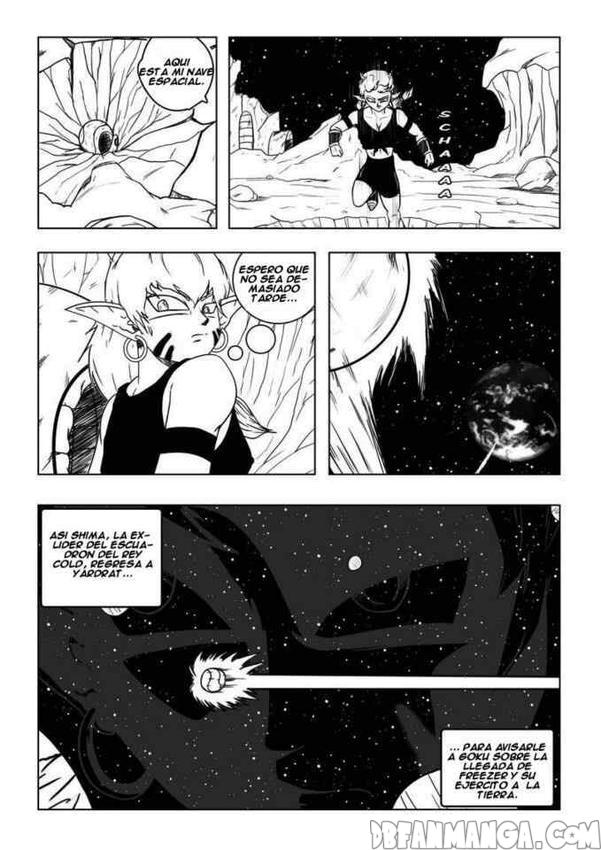 AQUI
ESTA MI NAVE
ESPACIAL.
SCHAAAA
ESPERO QUE
NO SEA DE-
MASIADO
TARDE...
ASI SHIMA, LA EX-
LIDER DEL ESCUA-
DRON DEL REY
COLD, REGRESA A
YARDRAT...
... PARA AVISARLE
A GOKU SOBRE LA
LLEGADA DE
FREEZER Y SU
EJERCITO A LA
TIERRA.
DBFANMANGA.COM